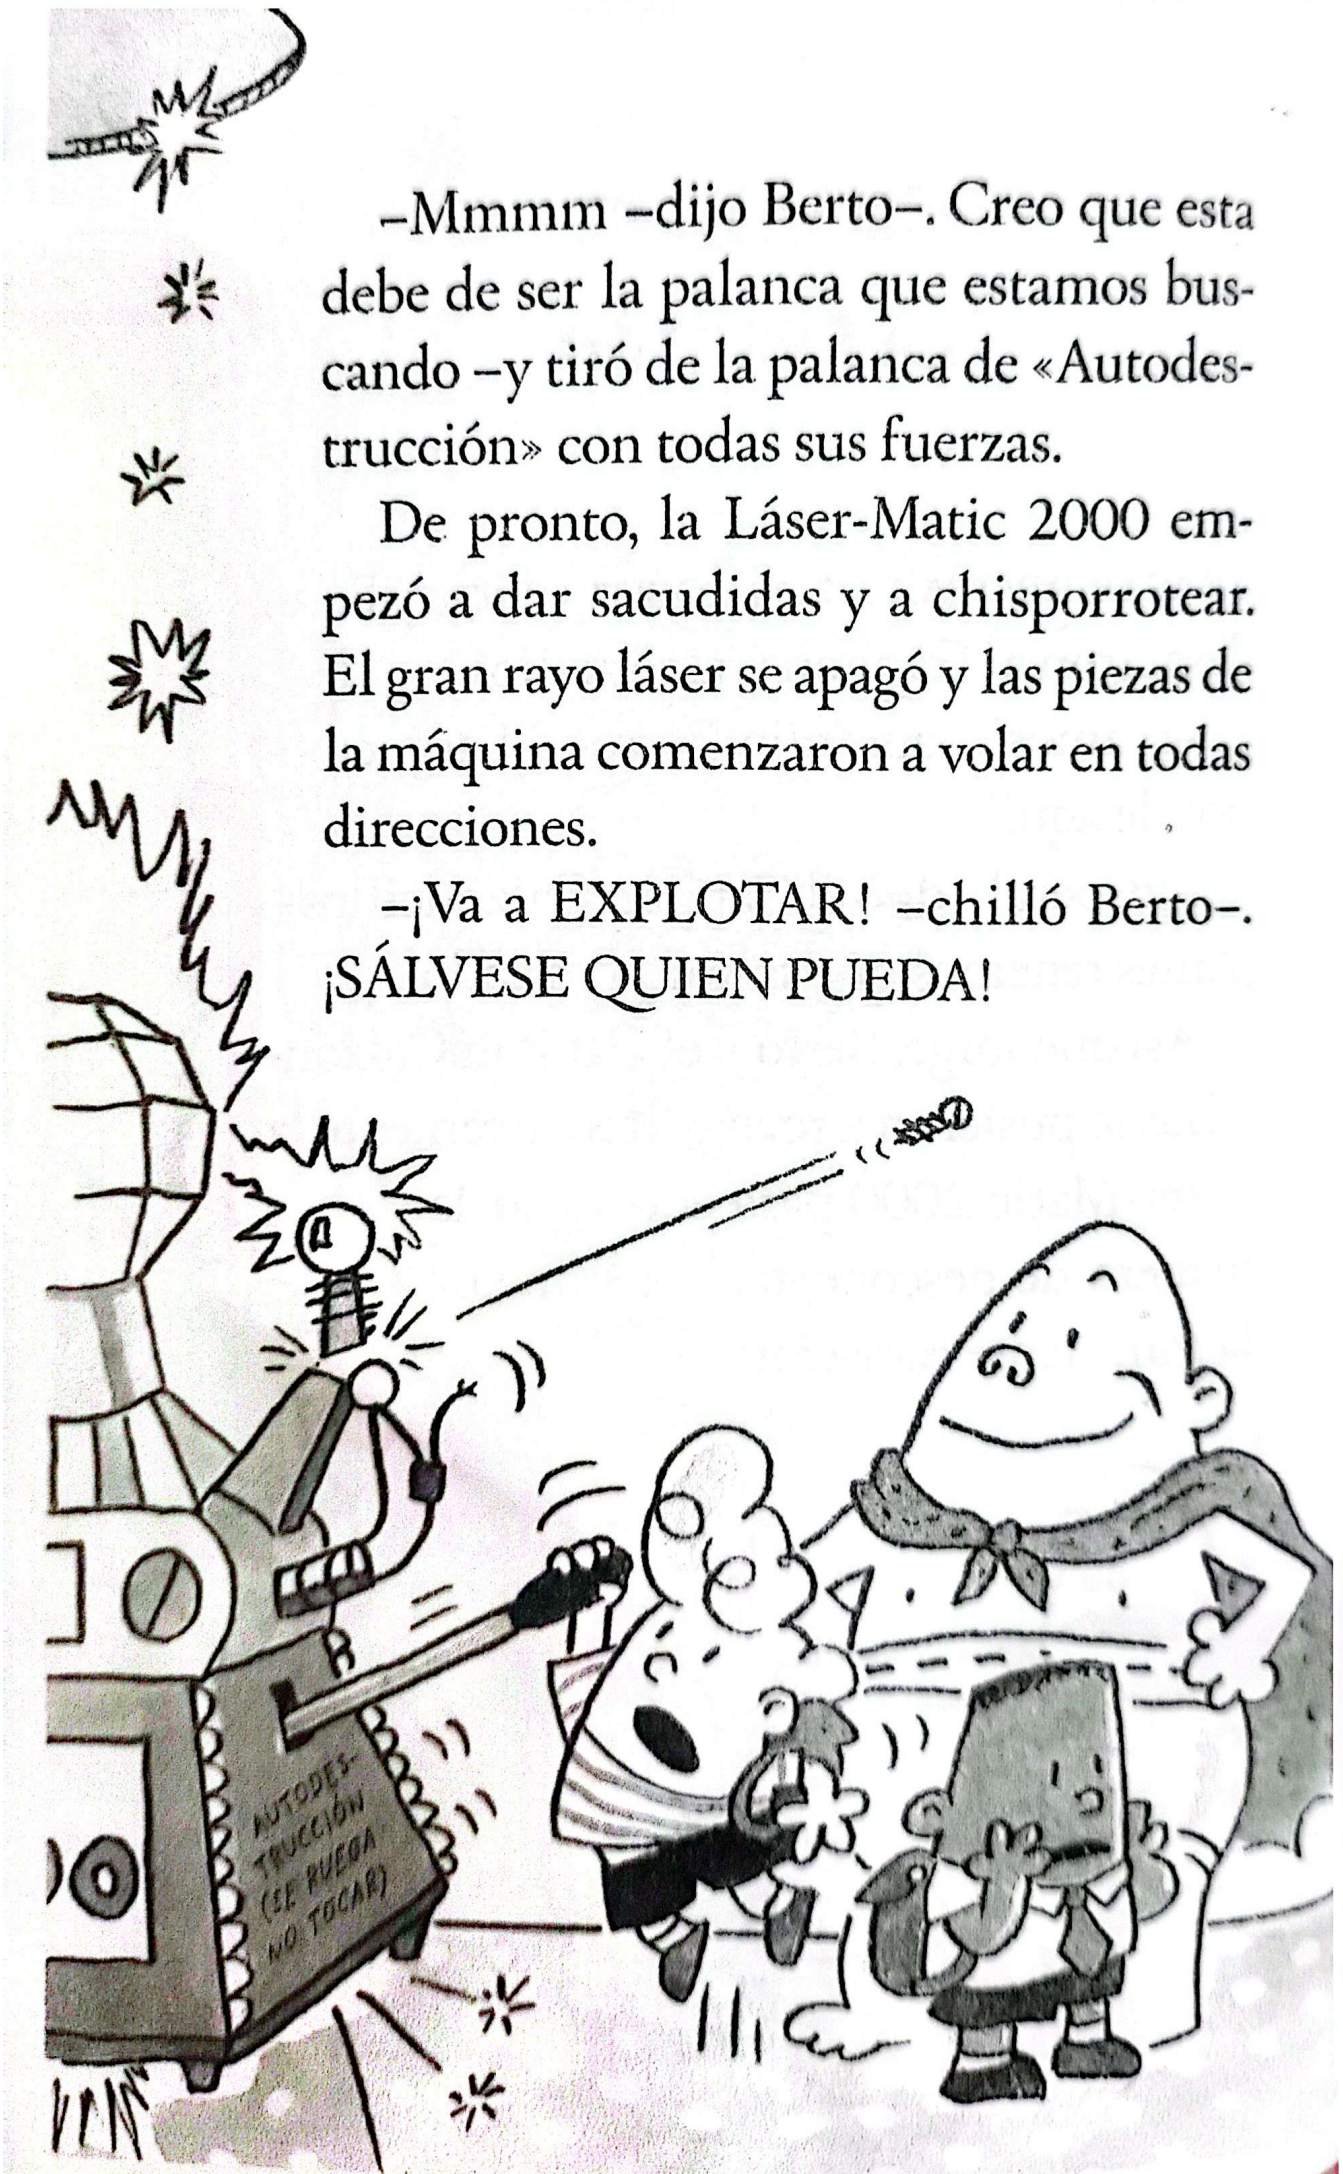 –Mmmm –dijo Berto–. Creo que esta
debe de ser la palanca que estamos bus-
cando –y tiró de la palanca de «Autodes-
trucción» con todas sus fuerzas.
De pronto, la Láser-Matic 2000 em-
pezó a dar sacudidas y a chisporrotear.
El gran rayo láser se apagó y las piezas de
la máquina comenzaron a volar en todas
direcciones.
–¡Va a EXPLOTAR! –chilló Berto–.
¡SÁLVESE QUIEN PUEDA!
AUTODES-
TRUCCIÓN
(SE RUEGA
NO TOCAR)